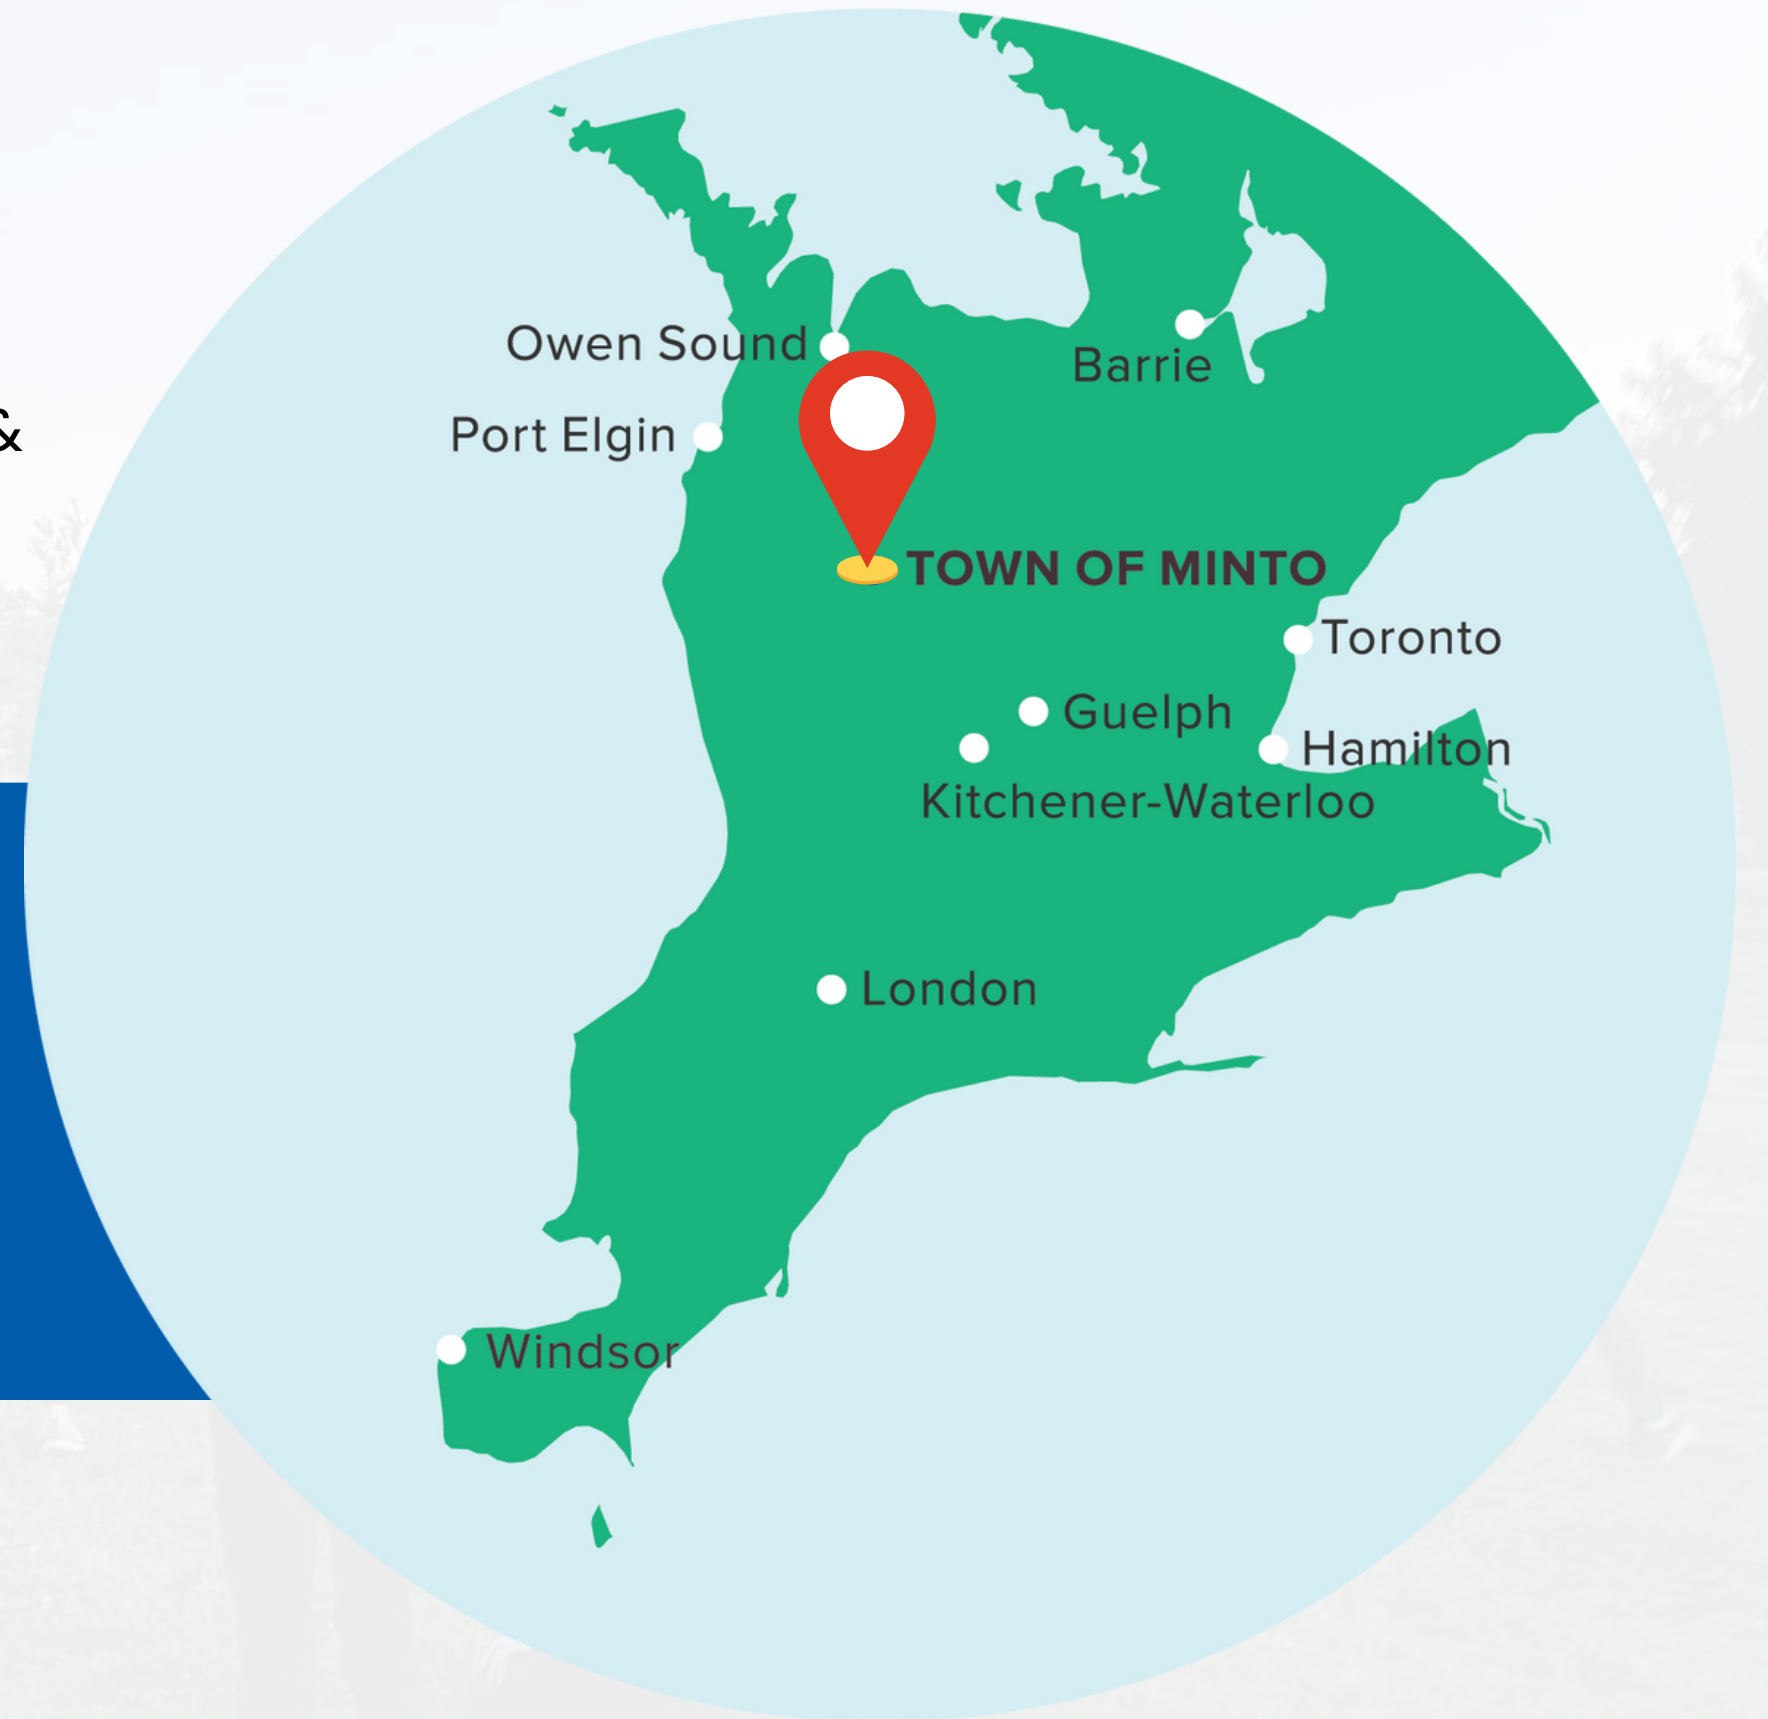 Owen Sound
Barrie
&
Port Elgin
TOWN OF MINTO
Toronto
Guelph
Hamilton
Kitchener-Waterloo
London
Windsor